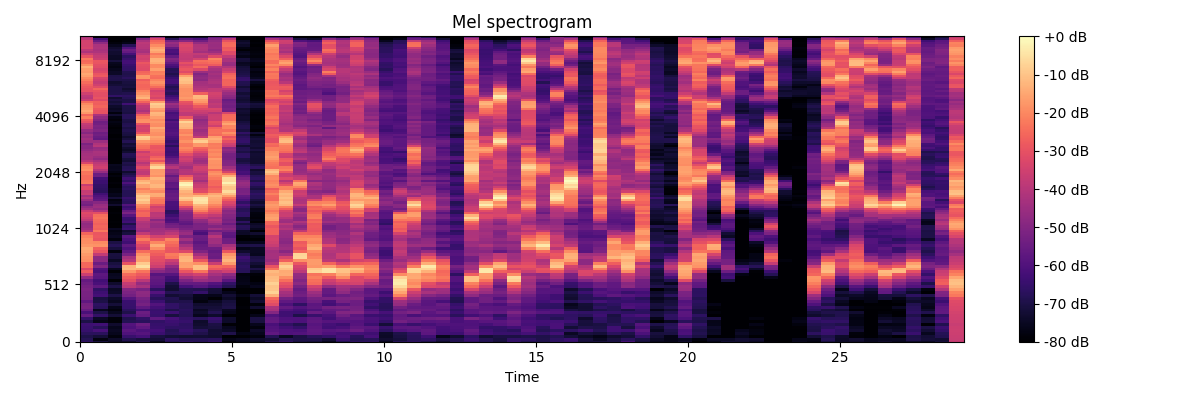 Mel spectrogram
8192
4096
2048
1024
512
0
Hz
0 5 10 15 20 25
Time
+0 dB
-10 dB
-20 dB
-30 dB
-40 dB
-50 dB
-60 dB
-70 dB
-80 dB